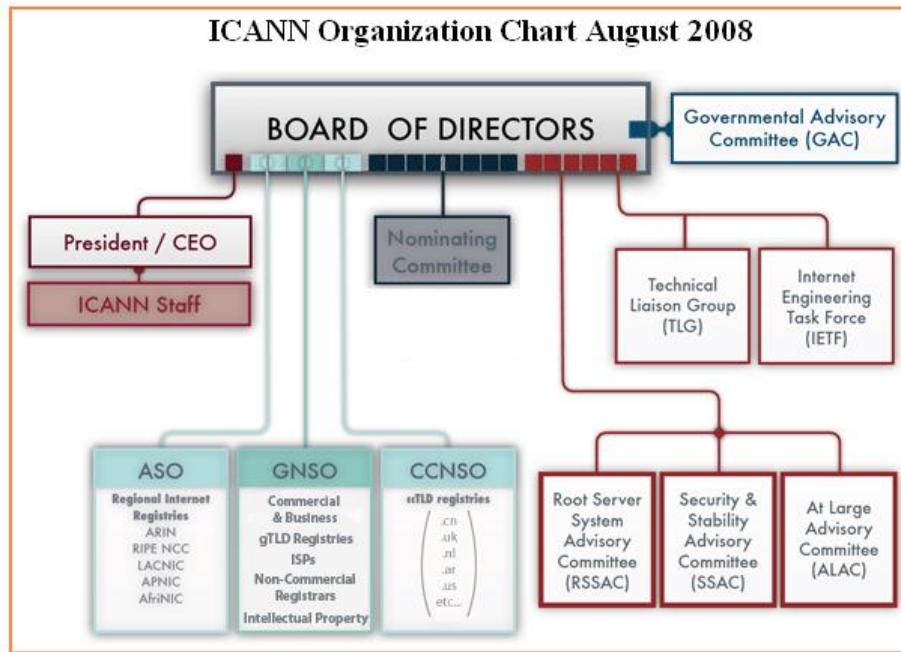 ICANN Organization Chart August 2008
BOARD OF DIRECTORS
Governmental Advisory
Committee (GAC)
President / CEO
ICANN Staff
Nominating
Committee
Technical
Liaison Group
(TLG)
Internet
Engineering
Task Force
(IETF)
ASO
Regional Internet
Registries
ARIN
RIPE NCC
LACNIC
APNIC
AfriNIC
GNSO
Commercial
& Business
gTLD Registries
ISPs
Non-Commercial
Registrars
Intellectual Property
CCNSO
ccTLD registries
.cn
.uk
.nl
.ar
.us
etc...
Root Server
System
Advisory
Committee
(RSSAC)
Security &
Stability
Advisory
Committee
(SSAC)
At Large
Advisory
Committee
(ALAC)